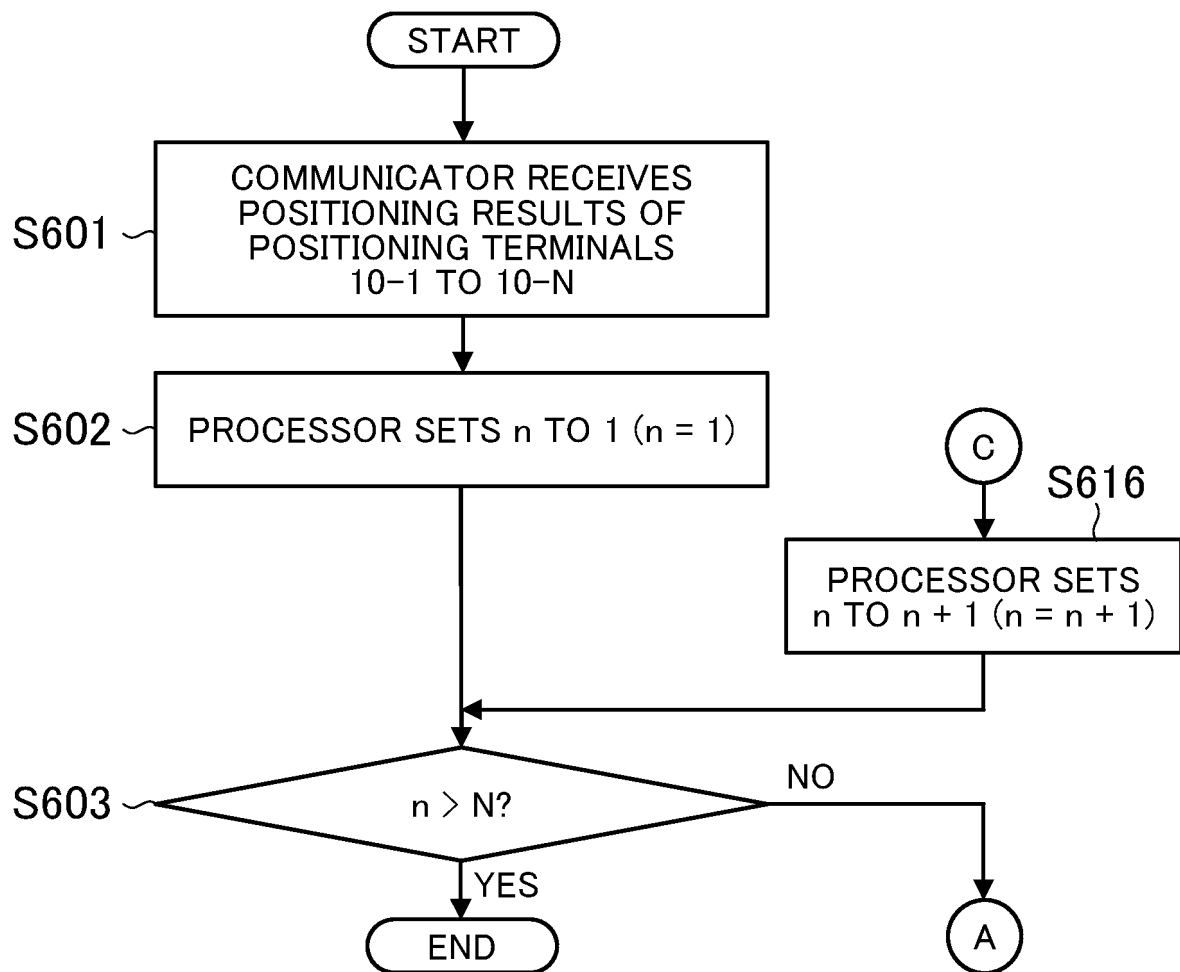 START
S601
COMMUNICATOR RECEIVES
POSITIONING RESULTS OF
POSITIONING TERMINALS
10-1 TO 10-N
S602
PROCESSOR SETS n TO 1 (n = 1)
C
S616
PROCESSOR SETS
n TO n + 1 (n = n + 1)
S603
n > N?
NO
YES
END
A